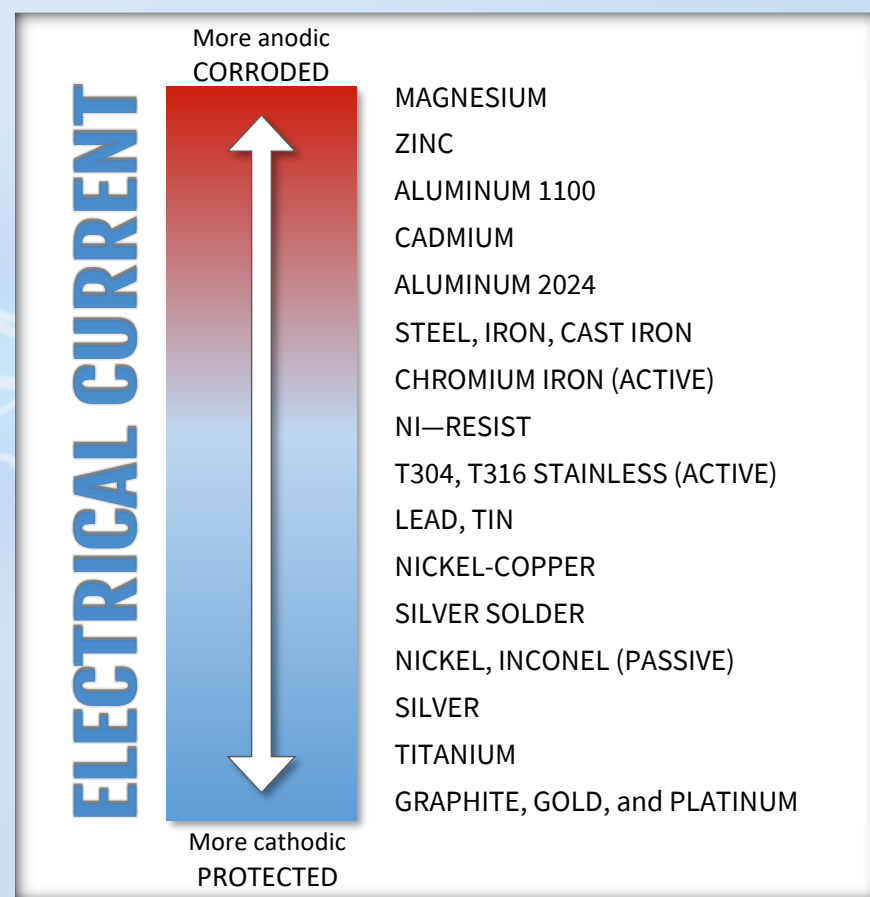 More anodic
CORRODED
ELECTRICAL CURRENT
MAGNESIUM
ZINC
ALUMINUM 1100
CADMIUM
ALUMINUM 2024
STEEL, IRON, CAST IRON
CHROMIUM IRON (ACTIVE)
NI—RESIST
T304, T316 STAINLESS (ACTIVE)
LEAD, TIN
NICKEL-COPPER
SILVER SOLDER
NICKEL, INCONEL (PASSIVE)
SILVER
TITANIUM
GRAPHITE, GOLD, and PLATINUM
More cathodic
PROTECTED